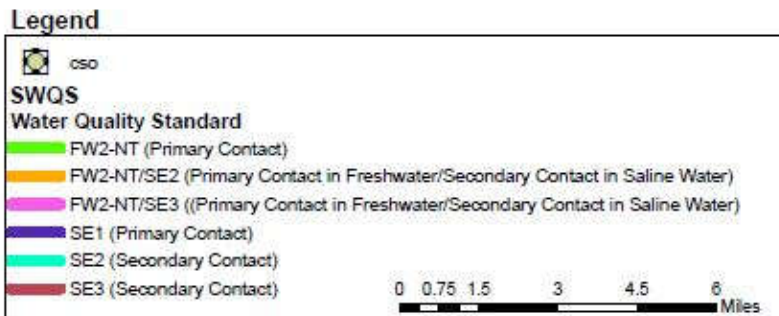 Legend
cso
SWQS
Water Quality Standard
FW2-NT (Primary Contact)
FW2-NT/SE2 (Primary Contact in Freshwater/Secondary Contact in Saline Water)
FW2-NT/SE3 ((Primary Contact in Freshwater/Secondary Contact in Saline Water)
SE1 (Primary Contact)
SE2 (Secondary Contact)
SE3 (Secondary Contact)
0 0.75 1.5 3 4.5 6
Miles